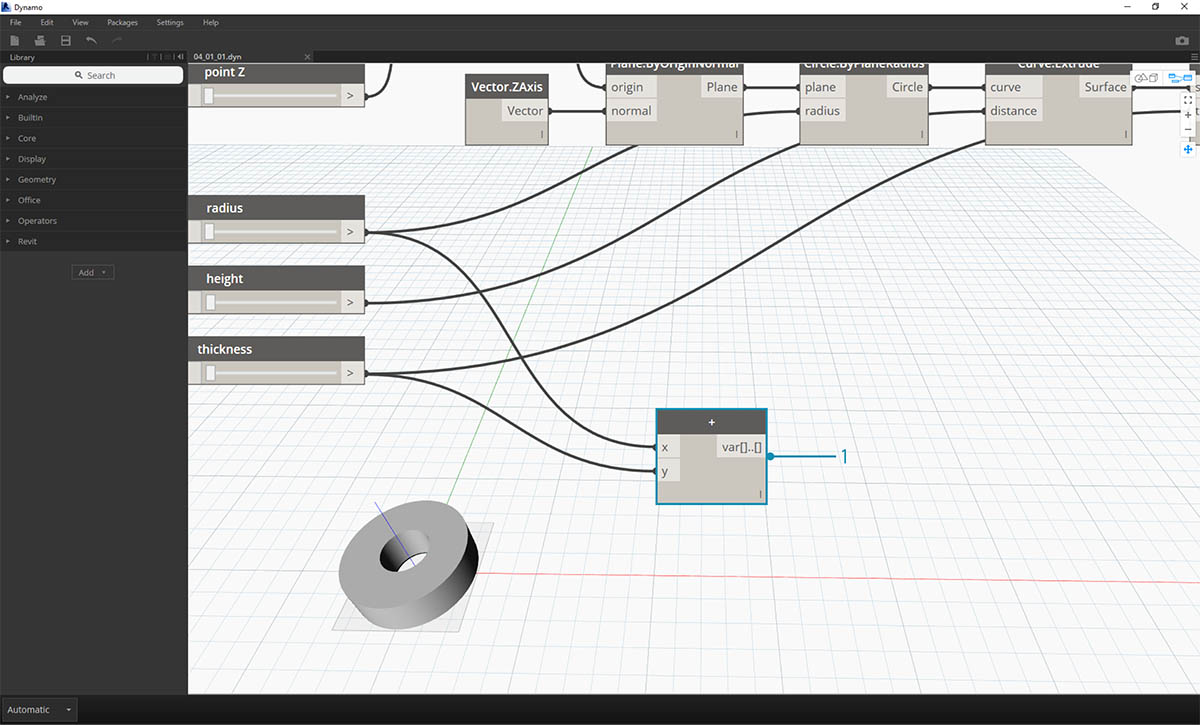 Dynamo
File Edit View Packages Settings Help
Library
04_01_01.dyn
Search
Analyze
BuiltIn
Core
Display
Geometry
Office
Operators
Revit
Add
point Z
>
Vector.ZAxis
Vector
l
Plane.ByOriginNormal
origin Plane
normal
l
Circle.ByPlaneRadius
plane Circle
radius
l
Curve.Extrude
curve Surface
distance
l
radius
>
height
>
thickness
>
+
x var[]..[]
y
l
1
Automatic